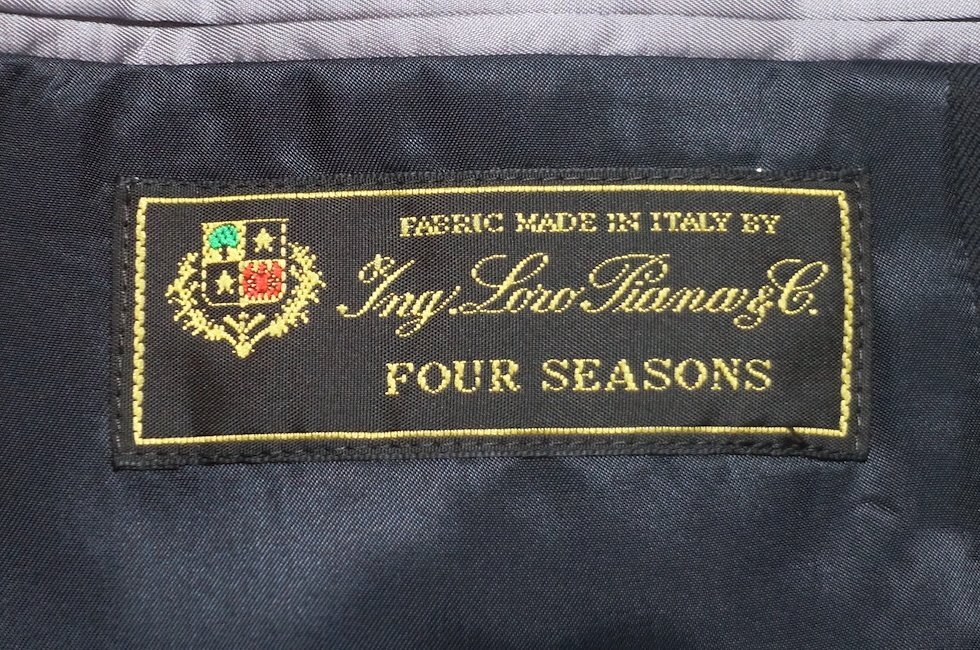 FABRIC MADE IN ITALY BY
Ing. Loro Piana & C.
FOUR SEASONS